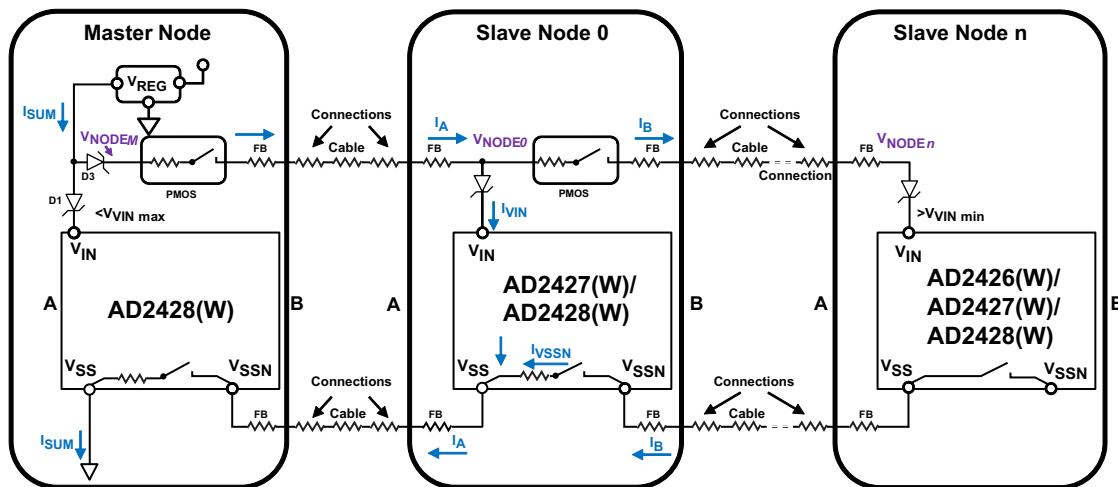 Master Node
Slave Node 0
Slave Node n
VREG
ISUM
VNODEM
D3
PMOS
FB
Connections
Cable
IA
FB
VNODE0
PMOS
IB
FB
Connections
Cable
Connection
VNODEn
FB
D1
<VVIN max
IVIN
>VVIN min
VIN
VIN
VIN
A
AD2428(W)
B
A
AD2427(W)/
AD2428(W)
B
A
AD2426(W)/
AD2427(W)/
AD2428(W)
B
VSS
VSSN
VSS
IVSSN
VSSN
VSS
VSSN
FB
Connections
Cable
FB
IA
FB
IB
Connections
Cable
FB
ISUM